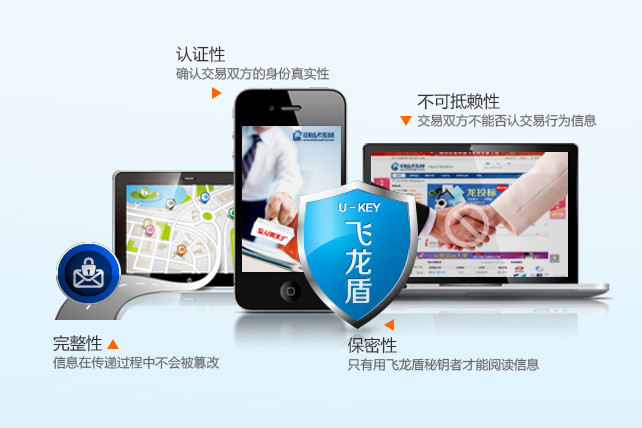 认证性
确认交易双方的身份真实性
不可抵赖性
交易双方不能否认交易行为信息
U-KEY
飞龙盾
龙投标
完整性
信息在传递过程中不会被篡改
保密性
只有用飞龙盾秘钥者才能阅读信息